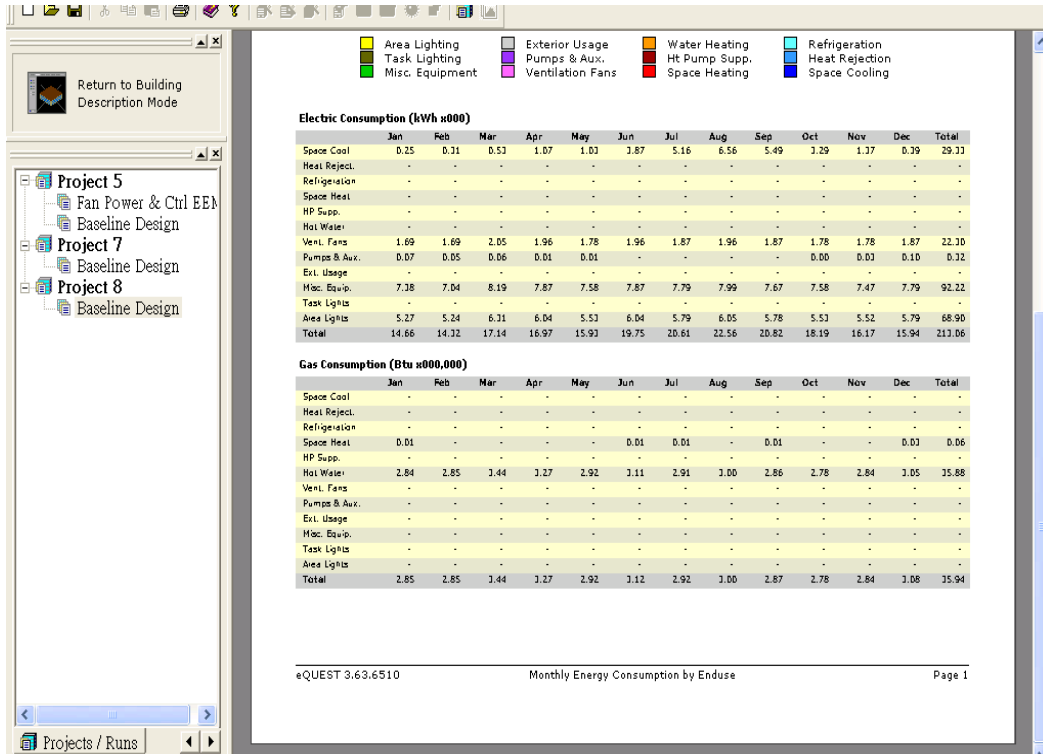 Return to Building
Description Mode
Project 5
Fan Power & Ctrl EEM
Baseline Design
Project 7
Baseline Design
Project 8
Baseline Design
Projects / Runs
Area Lighting Exterior Usage Water Heating Refrigeration
Task Lighting Pumps & Aux. Ht Pump Supp. Heat Rejection
Misc. Equipment Ventilation Fans Space Heating Space Cooling
Electric Consumption (kWh x000)
Jan Feb Mar Apr May Jun Jul Aug Sep Oct Nov Dec Total
Space Cool 0.25 0.31 0.53 1.07 1.03 3.87 5.16 6.56 5.49 3.29 1.37 0.39 29.33
Heat Reject. - - - - - - - - - - - - -
Refrigeration - - - - - - - - - - - - -
Space Heat - - - - - - - - - - - - -
HP Supp. - - - - - - - - - - - - -
Hot Water - - - - - - - - - - - - -
Vent. Fans 1.69 1.69 2.05 1.96 1.78 1.96 1.87 1.96 1.87 1.78 1.78 1.87 22.30
Pumps & Aux. 0.07 0.05 0.06 0.01 0.01 - - - - 0.00 0.03 0.10 0.32
Ext. Usage - - - - - - - - - - - - -
Misc. Equip. 7.38 7.04 8.19 7.87 7.58 7.87 7.79 7.99 7.67 7.58 7.47 7.79 92.22
Task Lights - - - - - - - - - - - - -
Area Lights 5.27 5.24 6.31 6.04 5.53 6.04 5.79 6.05 5.78 5.53 5.52 5.79 68.90
Total 14.66 14.32 17.14 16.97 15.93 19.75 20.61 22.56 20.82 18.19 16.17 15.94 213.06
Gas Consumption (Btu x000,000)
Jan Feb Mar Apr May Jun Jul Aug Sep Oct Nov Dec Total
Space Cool - - - - - - - - - - - - -
Heat Reject. - - - - - - - - - - - - -
Refrigeration - - - - - - - - - - - - -
Space Heat 0.01 - - - - 0.01 0.01 - 0.01 - - 0.03 0.06
HP Supp. - - - - - - - - - - - - -
Hot Water 2.84 2.85 3.44 3.27 2.92 3.11 2.91 3.00 2.86 2.78 2.84 3.05 35.88
Vent. Fans - - - - - - - - - - - - -
Pumps & Aux. - - - - - - - - - - - - -
Ext. Usage - - - - - - - - - - - - -
Misc. Equip. - - - - - - - - - - - - -
Task Lights - - - - - - - - - - - - -
Area Lights - - - - - - - - - - - - -
Total 2.85 2.85 3.44 3.27 2.92 3.12 2.92 3.00 2.87 2.78 2.84 3.08 35.94
eQUEST 3.63.6510 Monthly Energy Consumption by Enduse Page 1